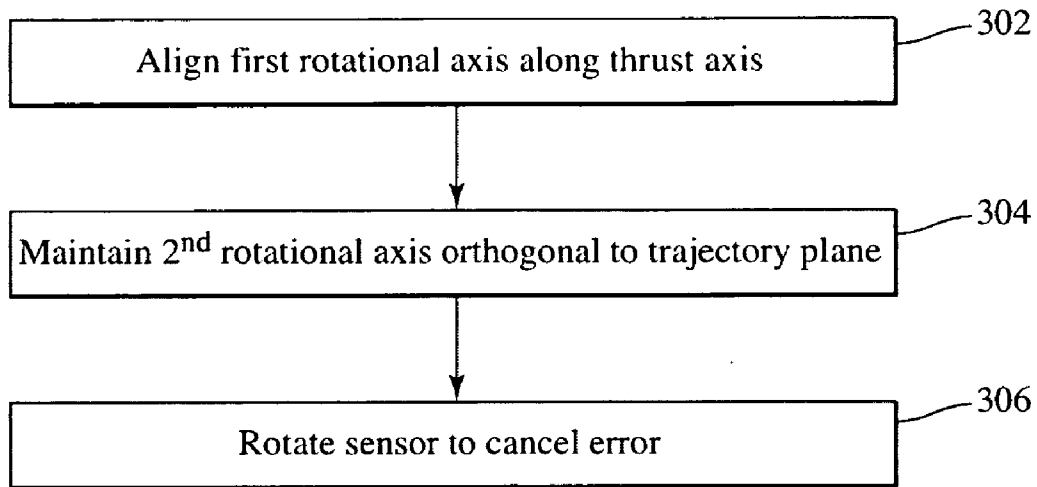 302
Align first rotational axis along thrust axis
304
Maintain 2nd rotational axis orthogonal to trajectory plane
306
Rotate sensor to cancel error